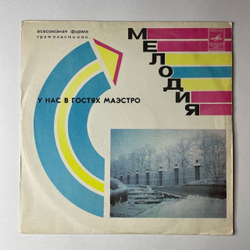 всесоюзная фирма
грампластинок
МЕЛОДИЯ
У НАС В ГОСТЯХ МАЭСТРО